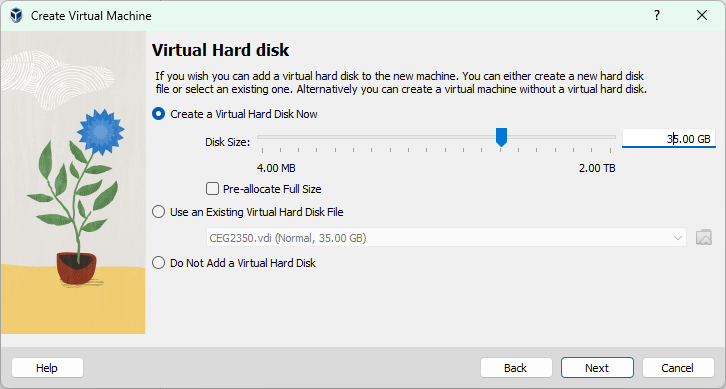 Create Virtual Machine
?
Virtual Hard disk
If you wish you can add a virtual hard disk to the new machine. You can either create a new hard disk
file or select an existing one. Alternatively you can create a virtual machine without a virtual hard disk.
Create a Virtual Hard Disk Now
Disk Size:
35.00 GB
4.00 MB
2.00 TB
Pre-allocate Full Size
Use an Existing Virtual Hard Disk File
CEG2350.vdi (Normal, 35.00 GB)
Do Not Add a Virtual Hard Disk
Help
Back
Next
Cancel